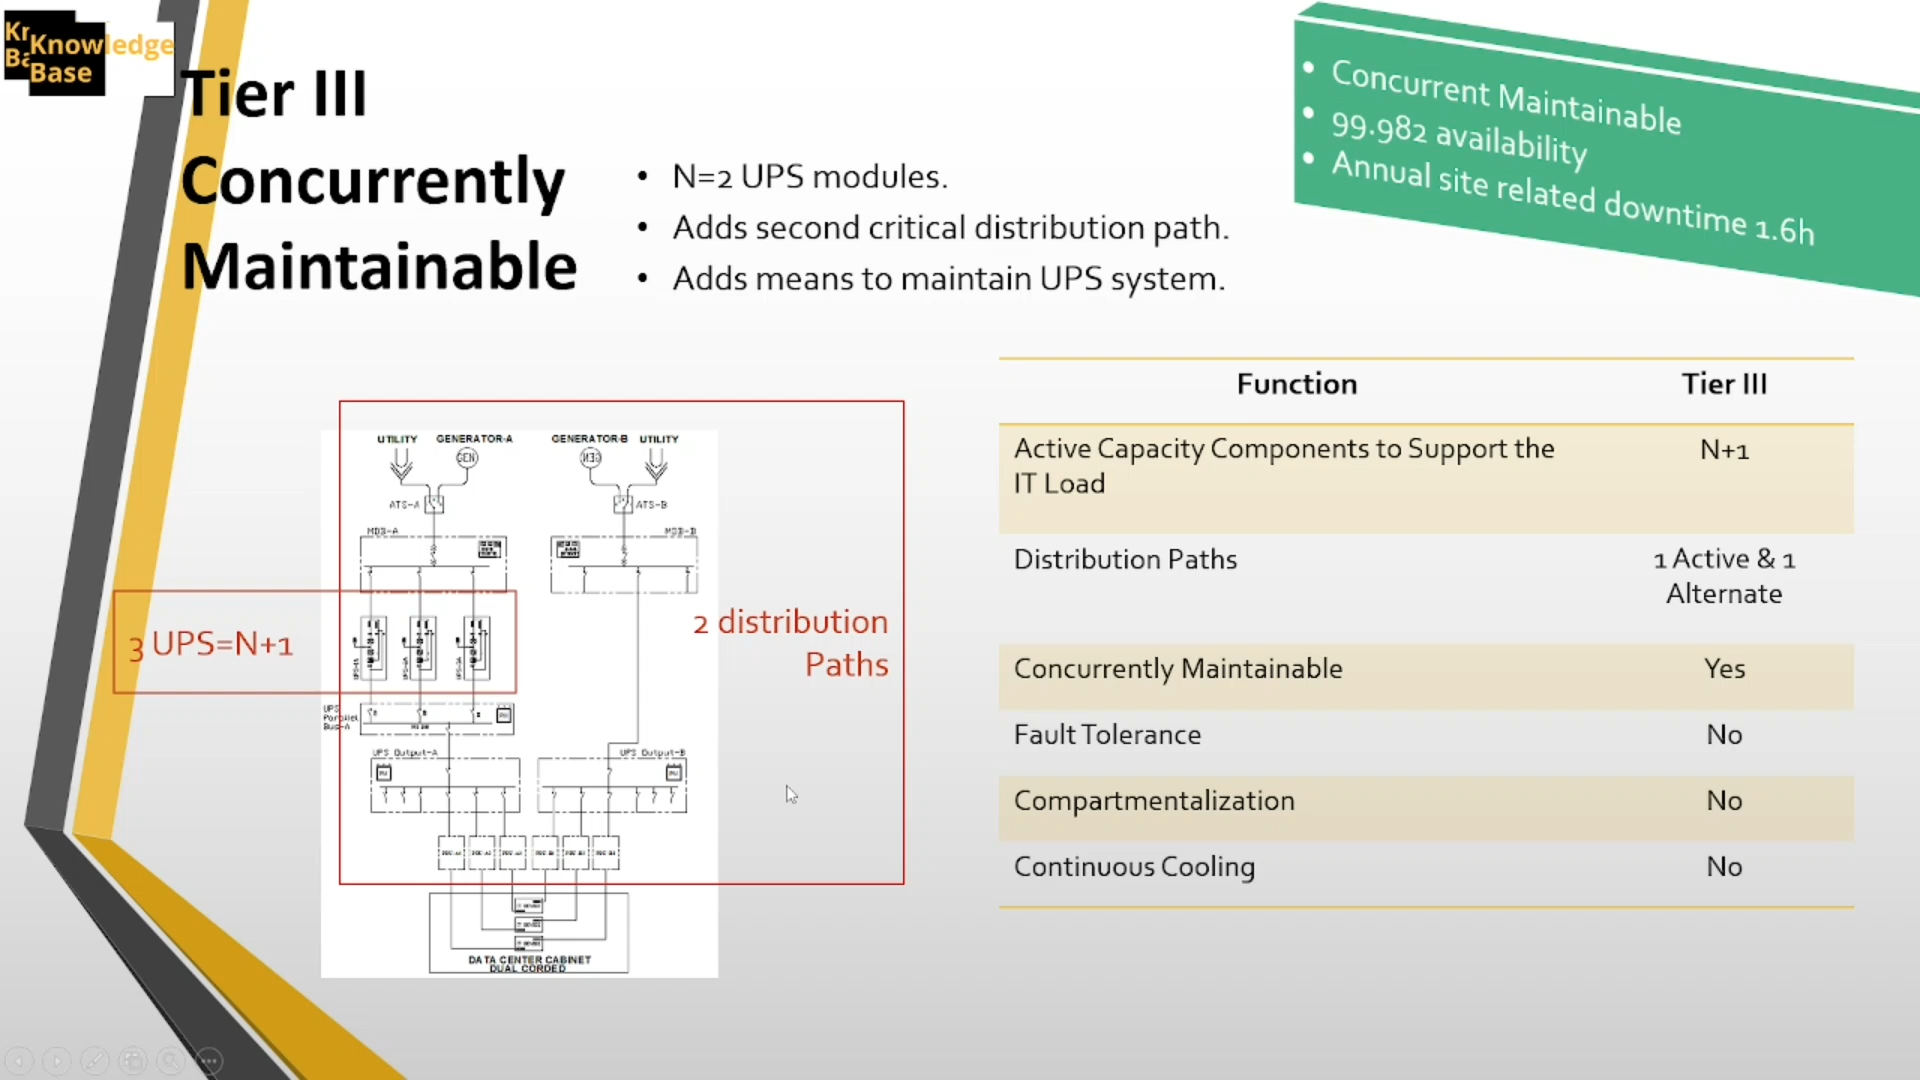 Knowledge
Base
Tier III
Concurrently
Maintainable
• N=2 UPS modules.
• Adds second critical distribution path.
• Adds means to maintain UPS system.
• Concurrent Maintainable
• 99.982 availability
• Annual site related downtime 1.6h
UTILITY GENERATOR-A GENERATOR-B UTILITY
GEN
ATS-A ATS-B
MDB-A
3 UPS=N+1
2 distribution
Paths
UPS
Parallel
Bus-A
UPS Output-A UPS Output-B
DATA CENTER CABINET
DUAL CORDED
Function Tier III
Active Capacity Components to Support the
IT Load
N+1
Distribution Paths
1 Active & 1
Alternate
Concurrently Maintainable Yes
Fault Tolerance No
Compartmentalization No
Continuous Cooling No